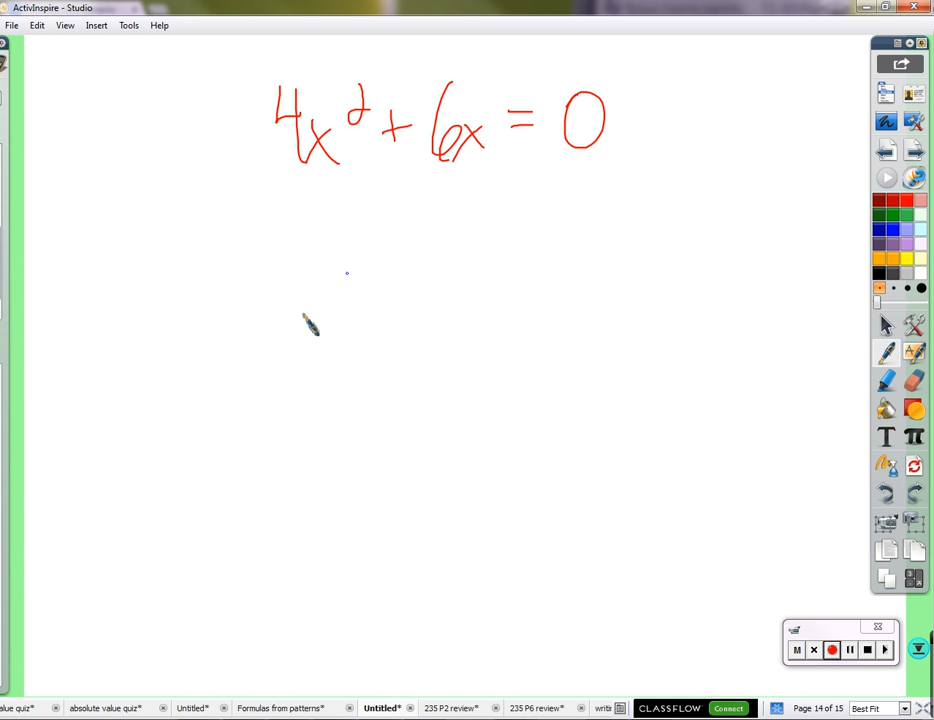 ActivInspire - Studio
File Edit View Insert Tools Help
4x² + 6x = 0
M
alue quiz* absolute value quiz* Untitled* Formulas from patterns* Untitled* 235 P2 review* 235 P6 review* writir CLASSFLOW Connect Page 14 of 15 Best Fit